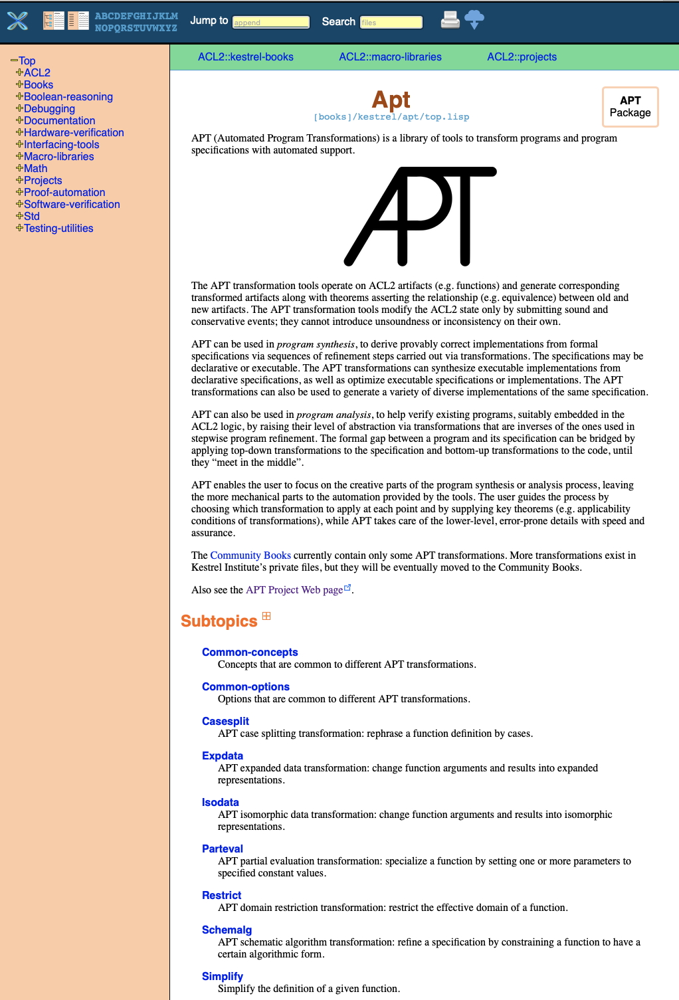 ABCDEFGHIJKLM
NOPQRSTUVWXYZ
Jump to append
Search files
Top
ACL2
Books
Boolean-reasoning
Debugging
Documentation
Hardware-verification
Interfacing-tools
Macro-libraries
Math
Projects
Proof-automation
Software-verification
Std
Testing-utilities
ACL2::kestrel-books ACL2::macro-libraries ACL2::projects
Apt
[books]/kestrel/apt/top.lisp
APT
Package
APT (Automated Program Transformations) is a library of tools to transform programs and program
specifications with automated support.
APT
The APT transformation tools operate on ACL2 artifacts (e.g. functions) and generate corresponding
transformed artifacts along with theorems asserting the relationship (e.g. equivalence) between old and
new artifacts. The APT transformation tools modify the ACL2 state only by submitting sound and
conservative events; they cannot introduce unsoundness or inconsistency on their own.
APT can be used in program synthesis, to derive provably correct implementations from formal
specifications via sequences of refinement steps carried out via transformations. The specifications may be
declarative or executable. The APT transformations can synthesize executable implementations from
declarative specifications, as well as optimize executable specifications or implementations. The APT
transformations can also be used to generate a variety of diverse implementations of the same specification.
APT can also be used in program analysis, to help verify existing programs, suitably embedded in the
ACL2 logic, by raising their level of abstraction via transformations that are inverses of the ones used in
stepwise program refinement. The formal gap between a program and its specification can be bridged by
applying top-down transformations to the specification and bottom-up transformations to the code, until
they “meet in the middle”.
APT enables the user to focus on the creative parts of the program synthesis or analysis process, leaving
the more mechanical parts to the automation provided by the tools. The user guides the process by
choosing which transformation to apply at each point and by supplying key theorems (e.g. applicability
conditions of transformations), while APT takes care of the lower-level, error-prone details with speed and
assurance.
The Community Books currently contain only some APT transformations. More transformations exist in
Kestrel Institute’s private files, but they will be eventually moved to the Community Books.
Also see the APT Project Web page.
Subtopics
Common-concepts
Concepts that are common to different APT transformations.
Common-options
Options that are common to different APT transformations.
Casesplit
APT case splitting transformation: rephrase a function definition by cases.
Expdata
APT expanded data transformation: change function arguments and results into expanded
representations.
Isodata
APT isomorphic data transformation: change function arguments and results into isomorphic
representations.
Parteval
APT partial evaluation transformation: specialize a function by setting one or more parameters to
specified constant values.
Restrict
APT domain restriction transformation: restrict the effective domain of a function.
Schemalg
APT schematic algorithm transformation: refine a specification by constraining a function to have a
certain algorithmic form.
Simplify
Simplify the definition of a given function.